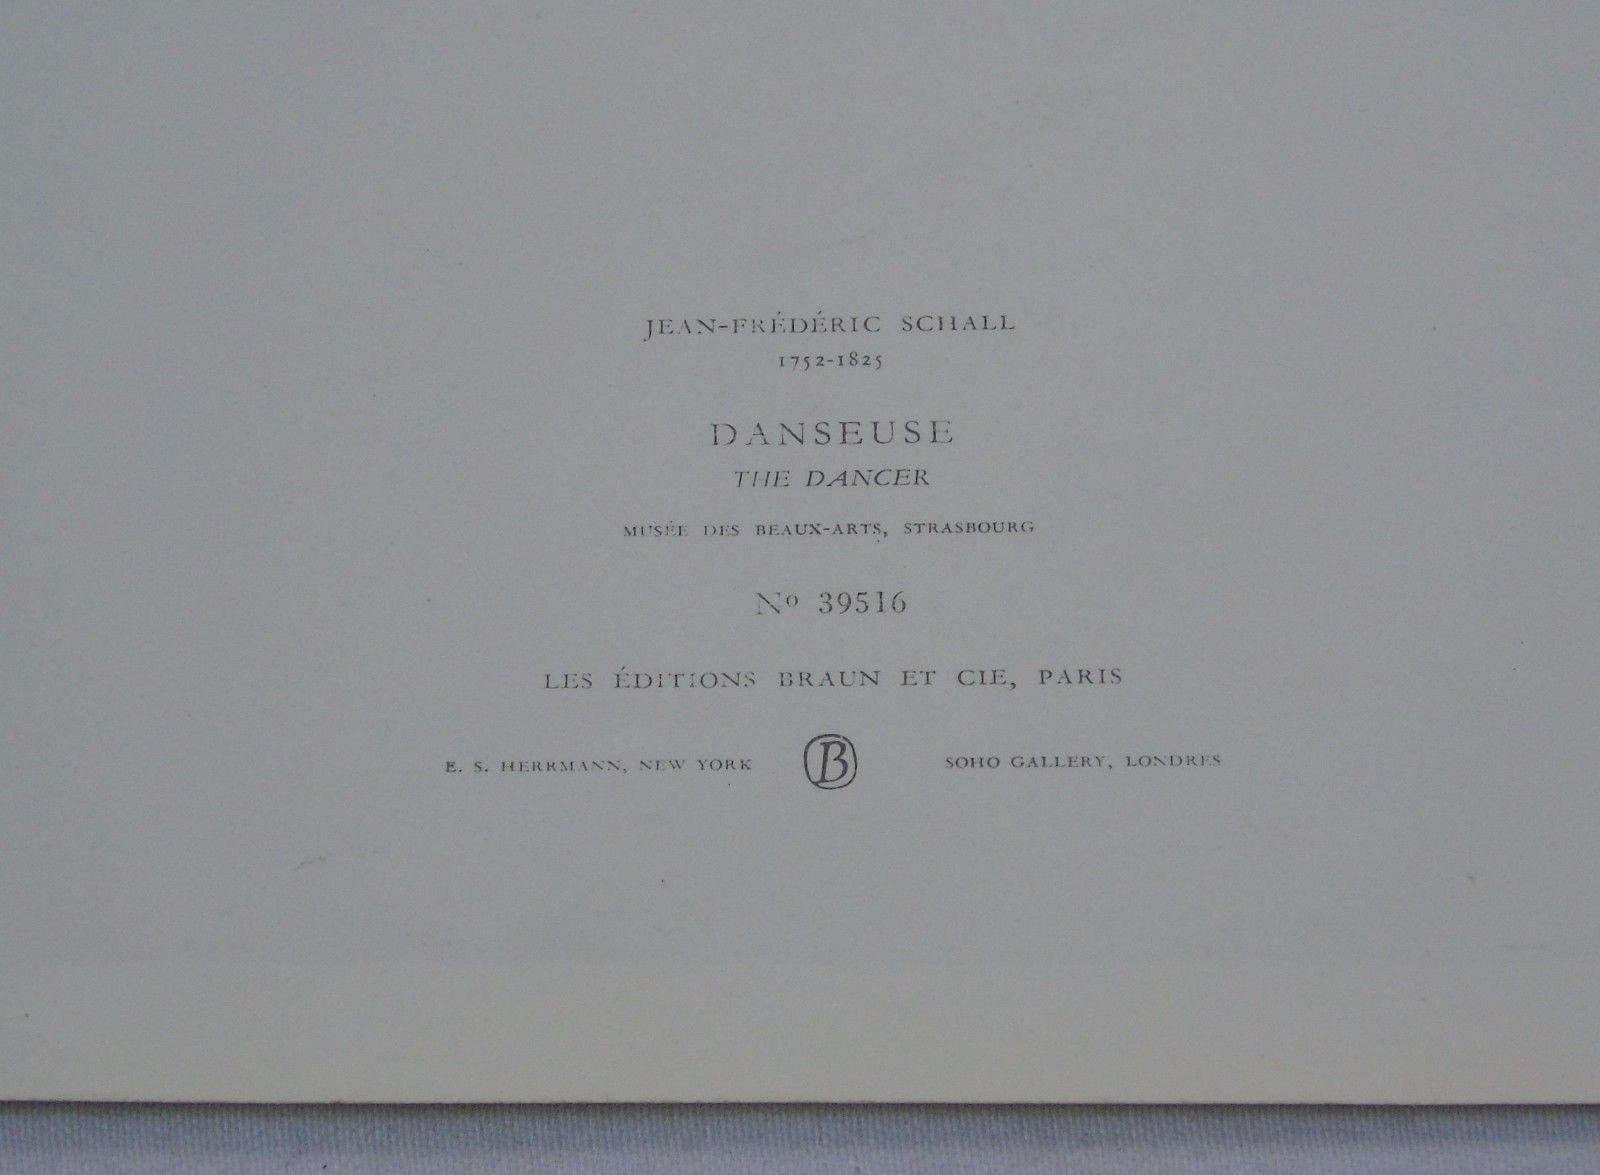 JEAN-FRÉDÉRIC SCHALL
1752-1825
DANSEUSE
THE DANCER
MUSÉE DES BEAUX-ARTS, STRASBOURG
Nº 39516
LES ÉDITIONS BRAUN ET CIE, PARIS
E. S. HERRMANN, NEW YORK B SOHO GALLERY, LONDRES